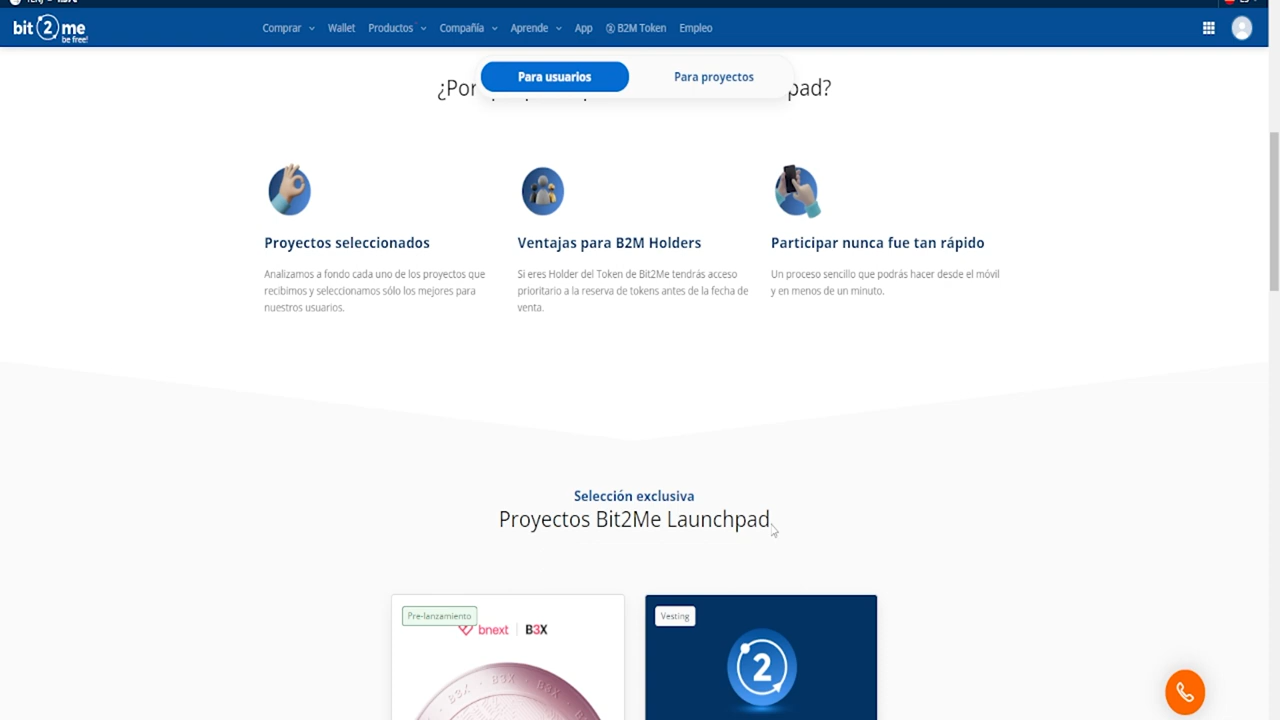 bit2me
be free!
Comprar
Wallet
Productos
Compañía
Aprende
App
B2M Token
Empleo
Para usuarios
Para proyectos
¿Por
pad?
Proyectos seleccionados
Analizamos a fondo cada uno de los proyectos que
recibimos y seleccionamos sólo los mejores para
nuestros usuarios.
Ventajas para B2M Holders
Si eres Holder del Token de Bit2Me tendrás acceso
prioritario a la reserva de tokens antes de la fecha de
venta.
Participar nunca fue tan rápido
Un proceso sencillo que podrás hacer desde el móvil
y en menos de un minuto.
Selección exclusiva
Proyectos Bit2Me Launchpad
Pre-lanzamiento
bnext | B3X
B3X B3X B3X
Vesting
2